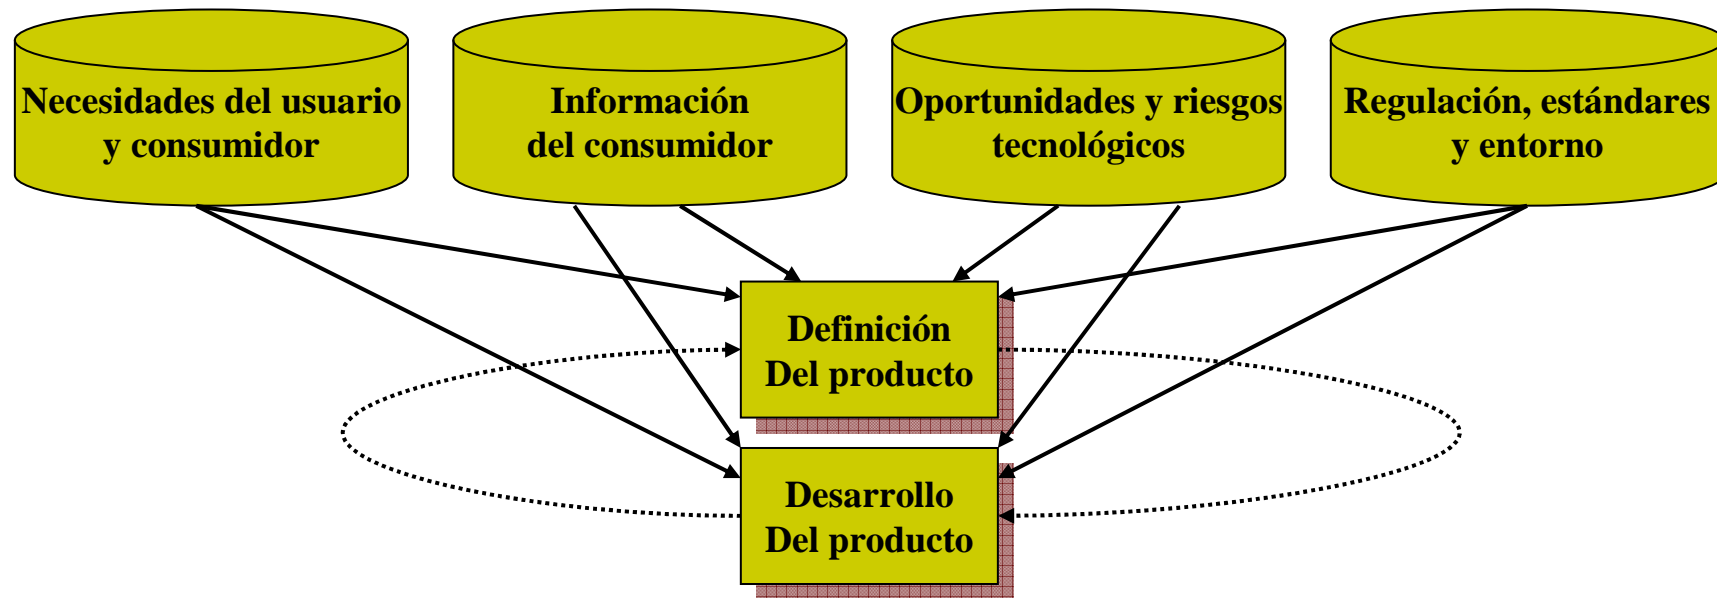 Necesidades del usuario
y consumidor
Información
del consumidor
Oportunidades y riesgos
tecnológicos
Regulación, estándares
y entorno
Definición
Del producto
Desarrollo
Del producto